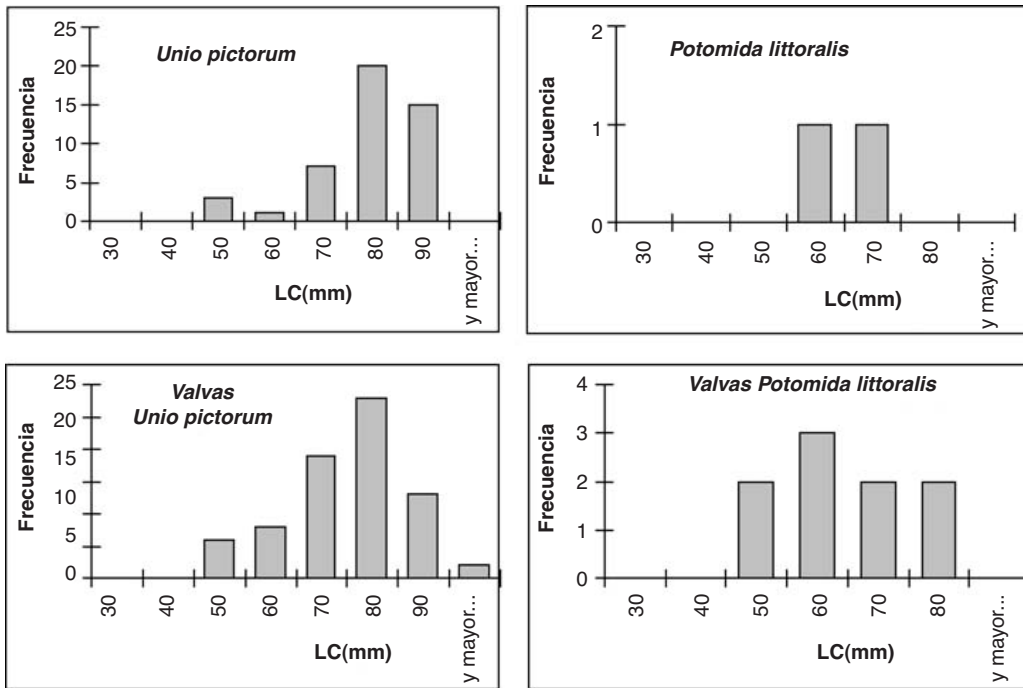 Unio pictorum
Frecuencia
25
20
15
10
5
0
30 40 50 60 70 80 90 y mayor...
LC(mm)
Potomida littoralis
Frecuencia
2
1
0
30 40 50 60 70 80 y mayor...
LC(mm)
Valvas
Unio pictorum
Frecuencia
25
20
15
10
5
0
30 40 50 60 70 80 90 y mayor...
LC(mm)
Valvas Potomida littoralis
Frecuencia
4
3
2
1
0
30 40 50 60 70 80 y mayor...
LC(mm)